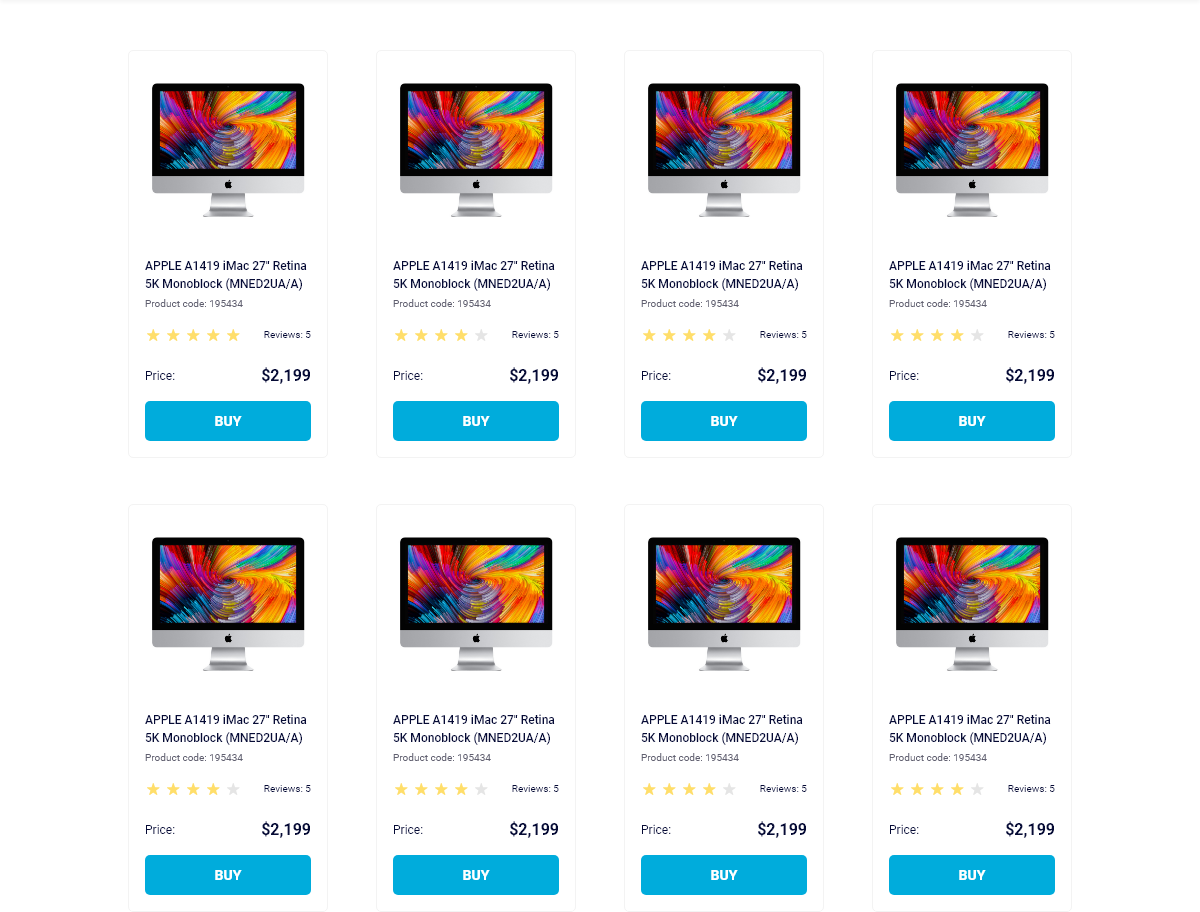 APPLE A1419 iMac 27" Retina
5K Monoblock (MNED2UA/A)
Product code: 195434
Reviews: 5
Price: $2,199
BUY
APPLE A1419 iMac 27" Retina
5K Monoblock (MNED2UA/A)
Product code: 195434
Reviews: 5
Price: $2,199
BUY
APPLE A1419 iMac 27" Retina
5K Monoblock (MNED2UA/A)
Product code: 195434
Reviews: 5
Price: $2,199
BUY
APPLE A1419 iMac 27" Retina
5K Monoblock (MNED2UA/A)
Product code: 195434
Reviews: 5
Price: $2,199
BUY
APPLE A1419 iMac 27" Retina
5K Monoblock (MNED2UA/A)
Product code: 195434
Reviews: 5
Price: $2,199
BUY
APPLE A1419 iMac 27" Retina
5K Monoblock (MNED2UA/A)
Product code: 195434
Reviews: 5
Price: $2,199
BUY
APPLE A1419 iMac 27" Retina
5K Monoblock (MNED2UA/A)
Product code: 195434
Reviews: 5
Price: $2,199
BUY
APPLE A1419 iMac 27" Retina
5K Monoblock (MNED2UA/A)
Product code: 195434
Reviews: 5
Price: $2,199
BUY